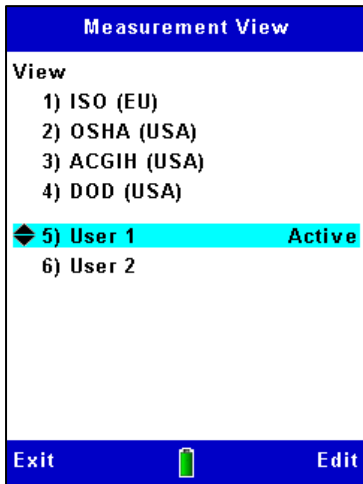 Measurement View
View
1) ISO (EU)
2) OSHA (USA)
3) ACGIH (USA)
4) DOD (USA)
5) User 1 Active
6) User 2
Exit Edit